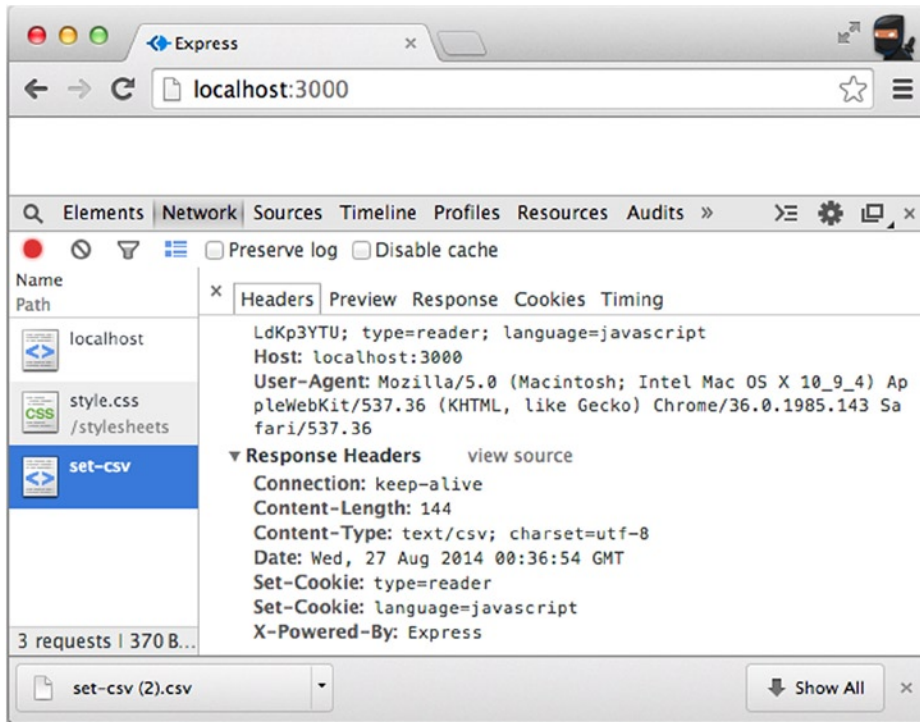 Express
localhost:3000
Elements Network Sources Timeline Profiles Resources Audits »
Preserve log Disable cache
Name
Path
Headers Preview Response Cookies Timing
localhost
CSS
style.css
/stylesheets
set-csv
LdKp3YTU; type=reader; language=javascript
Host: localhost:3000
User-Agent: Mozilla/5.0 (Macintosh; Intel Mac OS X 10_9_4) Ap
pleWebKit/537.36 (KHTML, like Gecko) Chrome/36.0.1985.143 Sa
fari/537.36
Response Headers view source
Connection: keep-alive
Content-Length: 144
Content-Type: text/csv; charset=utf-8
Date: Wed, 27 Aug 2014 00:36:54 GMT
Set-Cookie: type=reader
Set-Cookie: language=javascript
X-Powered-By: Express
3 requests | 370 B...
set-csv (2).csv
Show All